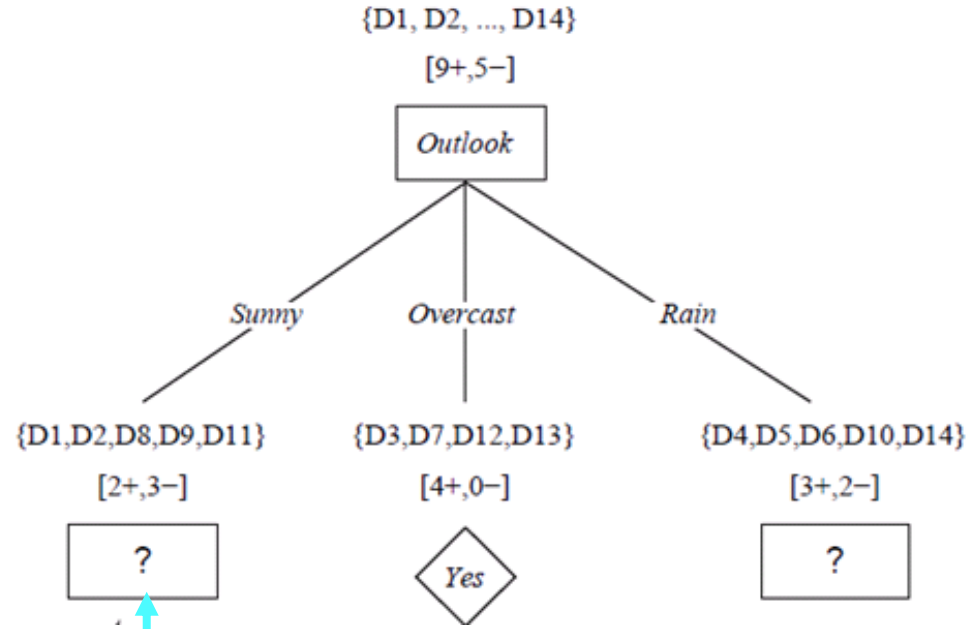 {D1, D2, ..., D14}
[9+,5−]
Outlook
Sunny
Overcast
Rain
{D1,D2,D8,D9,D11}
{D3,D7,D12,D13}
{D4,D5,D6,D10,D14}
[2+,3−]
[4+,0−]
[3+,2−]
?
Yes
?